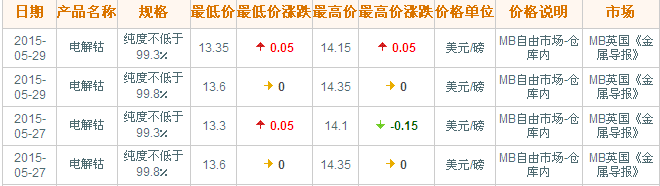 日期 产品名称 规格 最低价 最低价涨跌 最高价 最高价涨跌 价格单位 价格说明 市场
2015-05-29 电解钴 纯度不低于99.3% 13.35 0.05 14.15 0.05 美元/磅 MB自由市场-仓库内 MB英国《金属导报》
2015-05-29 电解钴 纯度不低于99.8% 13.6 0 14.35 0 美元/磅 MB自由市场-仓库内 MB英国《金属导报》
2015-05-27 电解钴 纯度不低于99.3% 13.3 0.05 14.1 -0.15 美元/磅 MB自由市场-仓库内 MB英国《金属导报》
2015-05-27 电解钴 纯度不低于99.8% 13.6 0 14.35 0 美元/磅 MB自由市场-仓库内 MB英国《金属导报》